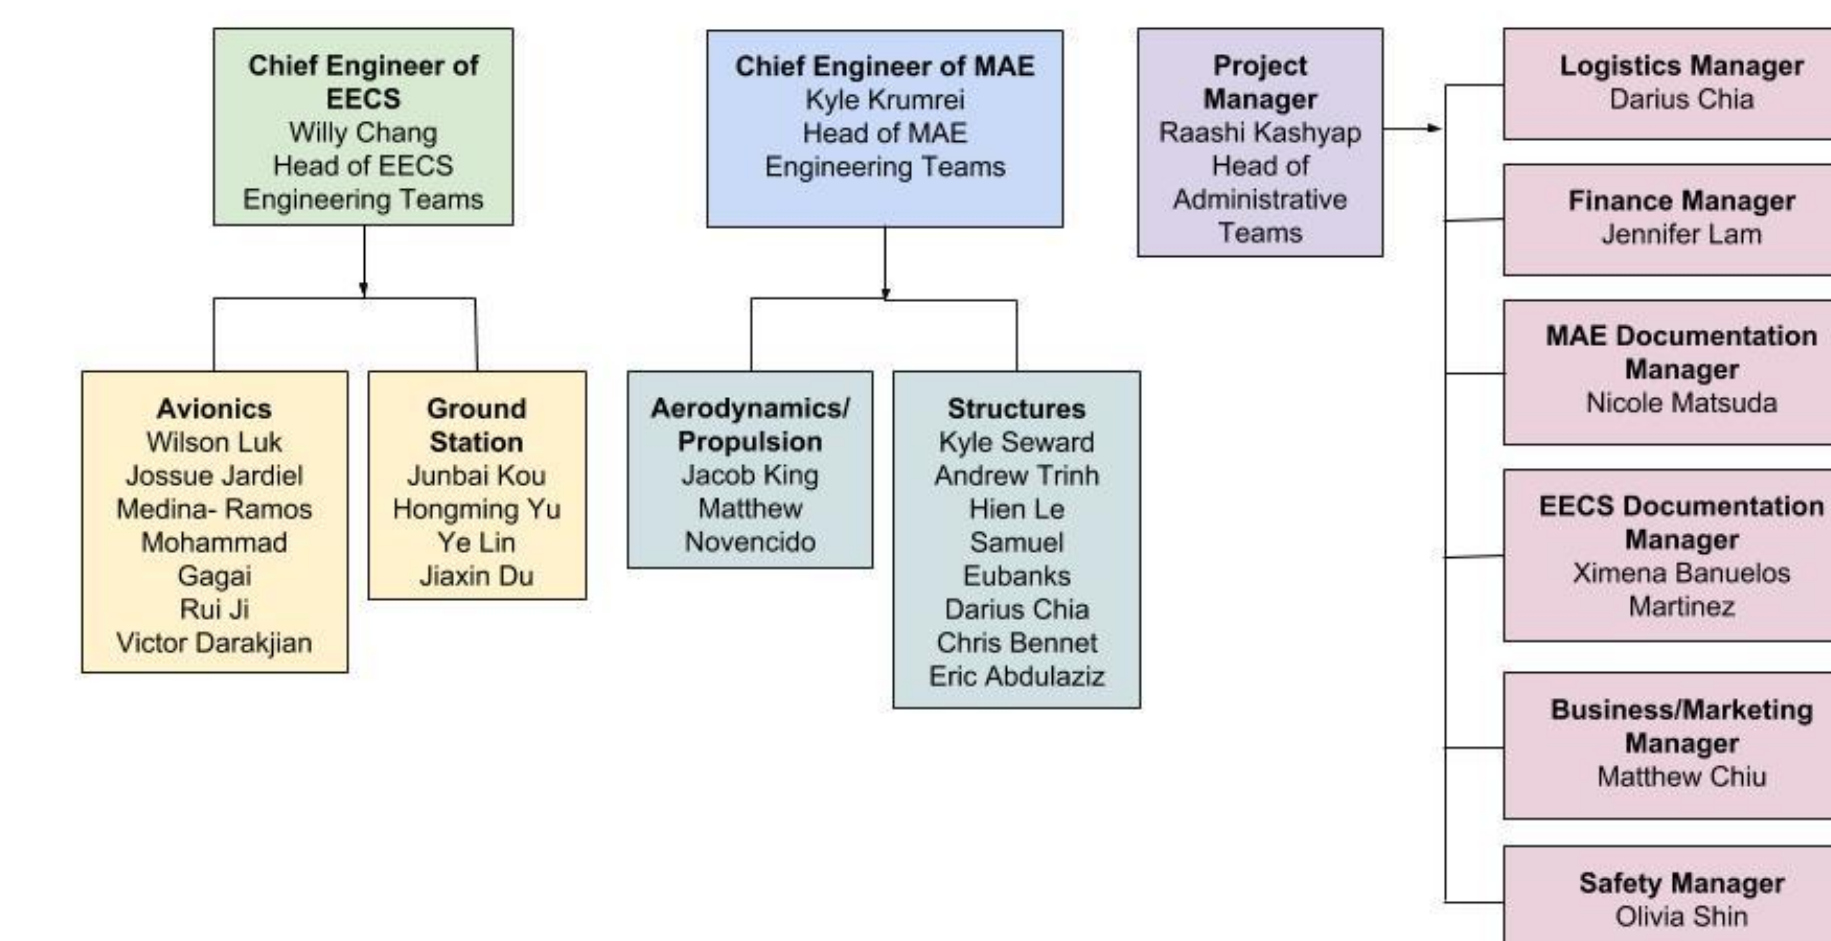 Chief Engineer of
EECS
Willy Chang
Head of EECS
Engineering Teams
Chief Engineer of MAE
Kyle Krumrei
Head of MAE
Engineering Teams
Project
Manager
Raashi Kashyap
Head of
Administrative
Teams
Logistics Manager
Darius Chia
Finance Manager
Jennifer Lam
MAE Documentation
Manager
Nicole Matsuda
EECS Documentation
Manager
Ximena Banuelos
Martinez
Business/Marketing
Manager
Matthew Chiu
Safety Manager
Olivia Shin
Avionics
Wilson Luk
Jossue Jardiel
Medina- Ramos
Mohammad
Gagai
Rui Ji
Victor Darakjian
Ground
Station
Junbai Kou
Hongming Yu
Ye Lin
Jiaxin Du
Aerodynamics/
Propulsion
Jacob King
Matthew
Novencido
Structures
Kyle Seward
Andrew Trinh
Hien Le
Samuel
Eubanks
Darius Chia
Chris Bennet
Eric Abdulaziz